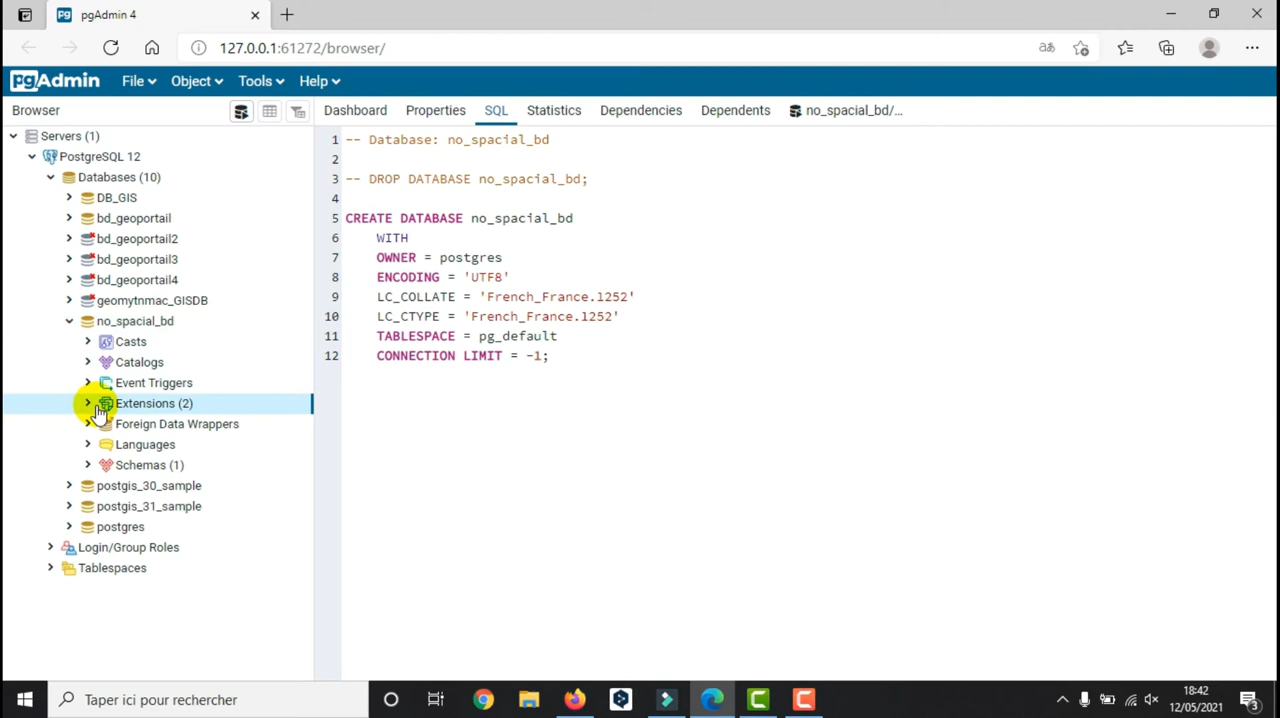 pgAdmin 4
127.0.0.1:61272/browser/
pgAdmin
File
Object
Tools
Help
Browser
Dashboard
Properties
SQL
Statistics
Dependencies
Dependents
no_spacial_bd/...
Servers (1)
PostgreSQL 12
Databases (10)
DB_GIS
bd_geoportail
bd_geoportail2
bd_geoportail3
bd_geoportail4
geomytnmac_GISDB
no_spacial_bd
Casts
Catalogs
Event Triggers
Extensions (2)
Foreign Data Wrappers
Languages
Schemas (1)
postgis_30_sample
postgis_31_sample
postgres
Login/Group Roles
Tablespaces
1 -- Database: no_spacial_bd
2
3 -- DROP DATABASE no_spacial_bd;
4
5 CREATE DATABASE no_spacial_bd
6 WITH
7 OWNER = postgres
8 ENCODING = 'UTF8'
9 LC_COLLATE = 'French_France.1252'
10 LC_CTYPE = 'French_France.1252'
11 TABLESPACE = pg_default
12 CONNECTION LIMIT = -1;
Taper ici pour rechercher
18:42
12/05/2021
3